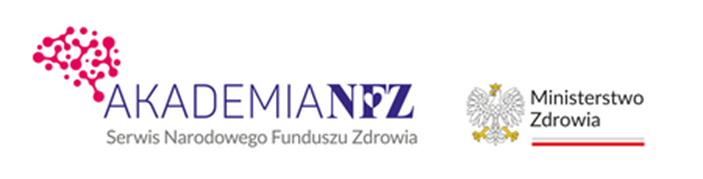 AKADEMIANFZ
Serwis Narodowego Funduszu Zdrowia
Ministerstwo
Zdrowia